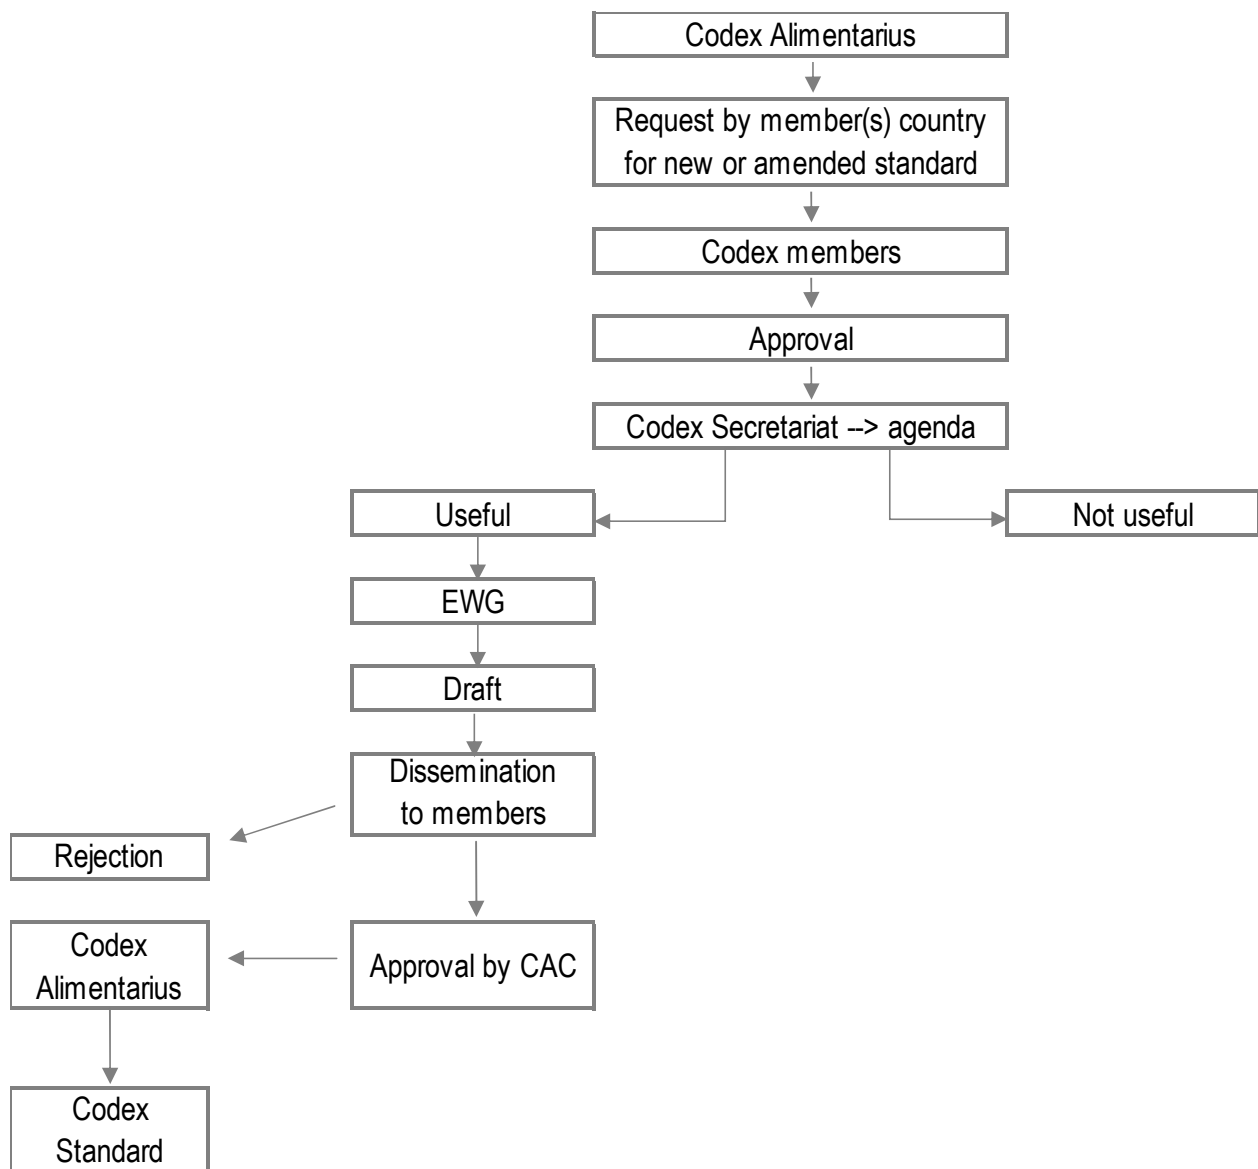 Codex Alimentarius
Request by member(s) country
for new or amended standard
Codex members
Approval
Codex Secretariat --> agenda
Useful
Not useful
EWG
Draft
Dissemination
to members
Rejection
Codex
Alimentarius
Approval by CAC
Codex
Standard